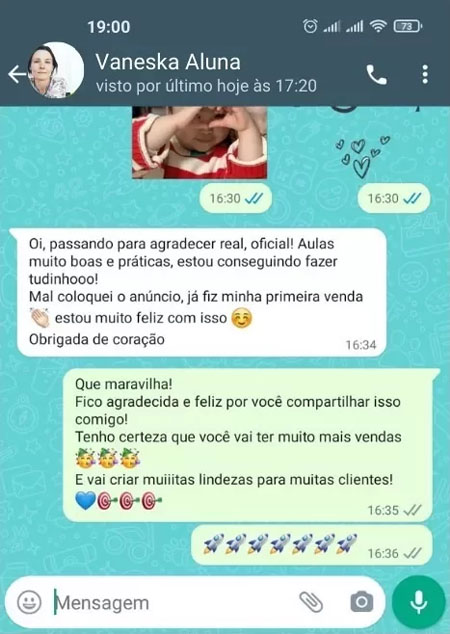 19:00
73
Vaneska Aluna
visto por último hoje às 17:20
16:30
16:30
Oi, passando para agradecer real, oficial! Aulas
muito boas e práticas, estou conseguindo fazer
tudinhooo!
Mal coloquei o anúncio, já fiz minha primeira venda
👏🏻 estou muito feliz com isso ☺️
Obrigada de coração
16:34
Que maravilha!
Fico agradecida e feliz por você compartilhar isso
comigo!
Tenho certeza que você vai ter muito mais vendas
🥳🥳🥳
E vai criar muiiitas lindezas para muitas clientes!
💙🎯🎯🎯
16:35
🚀🚀🚀🚀🚀🚀🚀
16:36
Mensagem